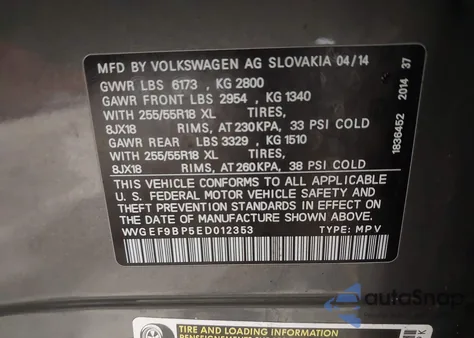 MFD BY VOLKSWAGEN AG SLOVAKIA 04/14
GVWR LBS 6173 , KG 2800
GAWR FRONT LBS 2954 , KG 1340
WITH 255/55R18 XL TIRES,
8JX18 RIMS, AT 230KPA, 33 PSI COLD
GAWR REAR LBS 3329 , KG 1510
WITH 255/55R18 XL TIRES,
8JX18 RIMS, AT 260KPA, 38 PSI COLD
THIS VEHICLE CONFORMS TO ALL APPLICABLE
U. S. FEDERAL MOTOR VEHICLE SAFETY
AND THEFT PREVENTION STANDARDS IN EFFECT
ON THE DATE OF MANUFACTURE SHOWN ABOVE.
WVGEF9BP5ED012353 TYPE: MPV
1836452 2014 37
autoSnap
TIRE AND LOADING INFORMATION